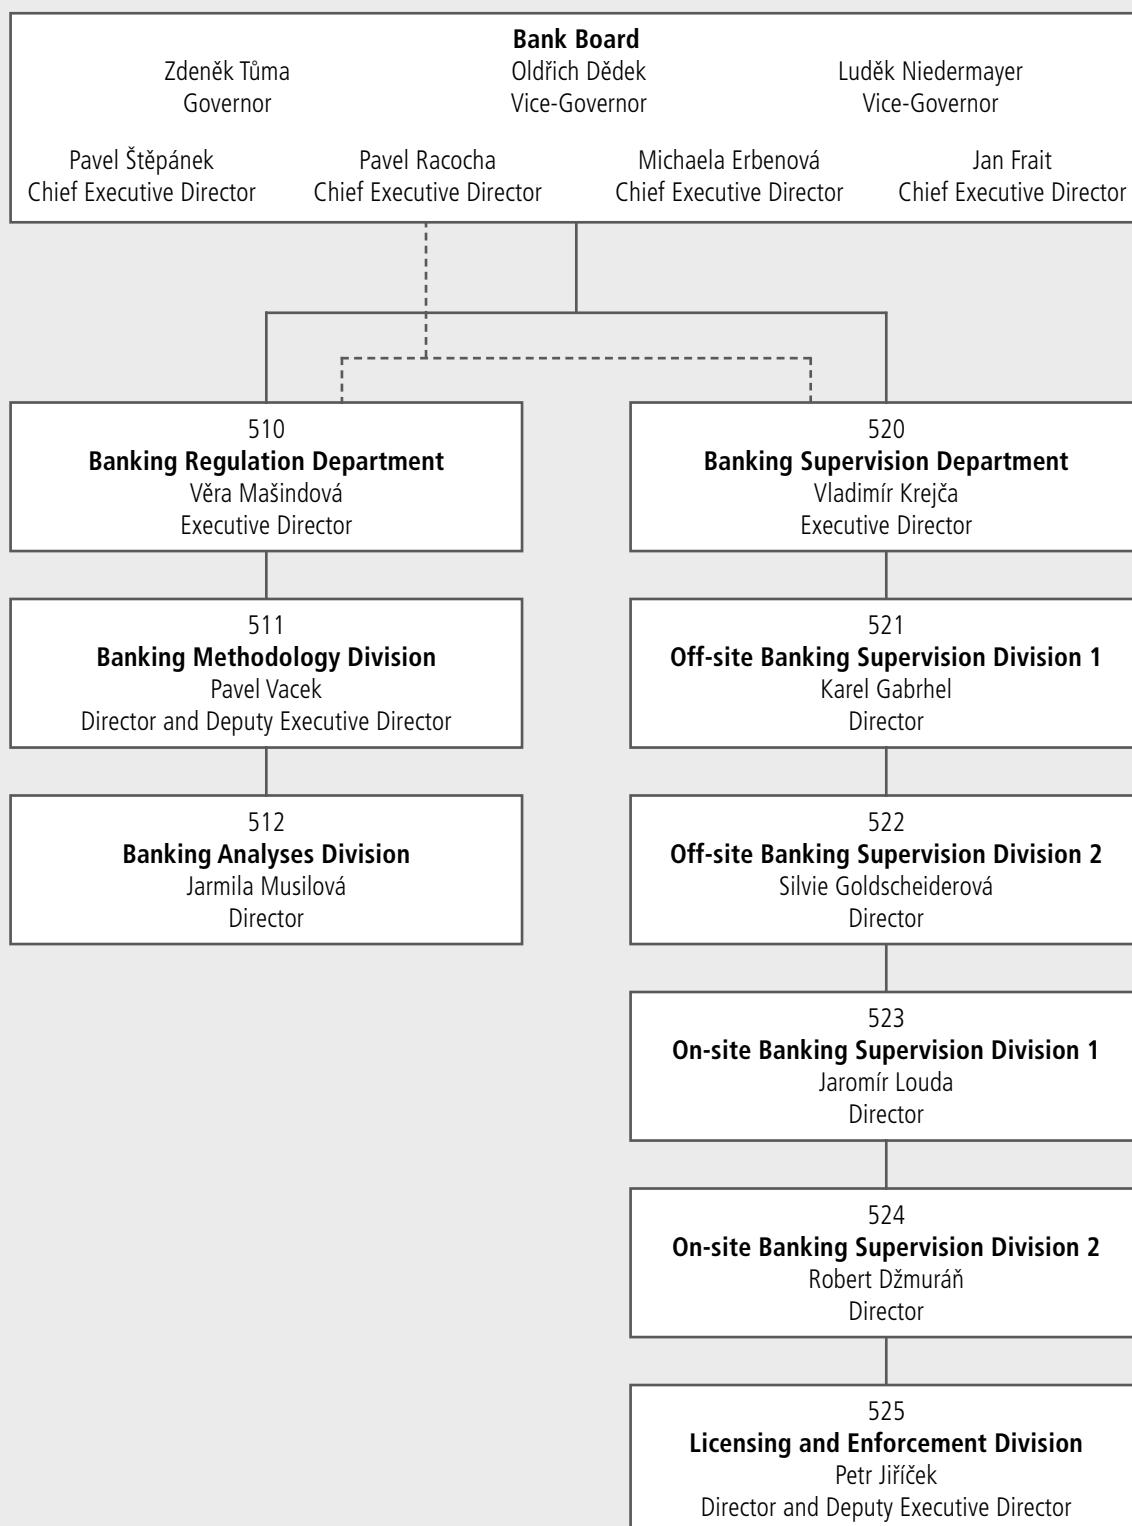 Bank Board
Zdeněk Tůma Oldřich Dědek Luděk Niedermayer
Governor Vice-Governor Vice-Governor
Pavel Štěpánek Pavel Racocha Michaela Erbenová Jan Frait
Chief Executive Director Chief Executive Director Chief Executive Director Chief Executive Director
510
Banking Regulation Department
Věra Mašindová
Executive Director
511
Banking Methodology Division
Pavel Vacek
Director and Deputy Executive Director
512
Banking Analyses Division
Jarmila Musilová
Director
520
Banking Supervision Department
Vladimír Krejča
Executive Director
521
Off-site Banking Supervision Division 1
Karel Gabrhel
Director
522
Off-site Banking Supervision Division 2
Silvie Goldscheiderová
Director
523
On-site Banking Supervision Division 1
Jaromír Louda
Director
524
On-site Banking Supervision Division 2
Robert Džmuráň
Director
525
Licensing and Enforcement Division
Petr Jiříček
Director and Deputy Executive Director